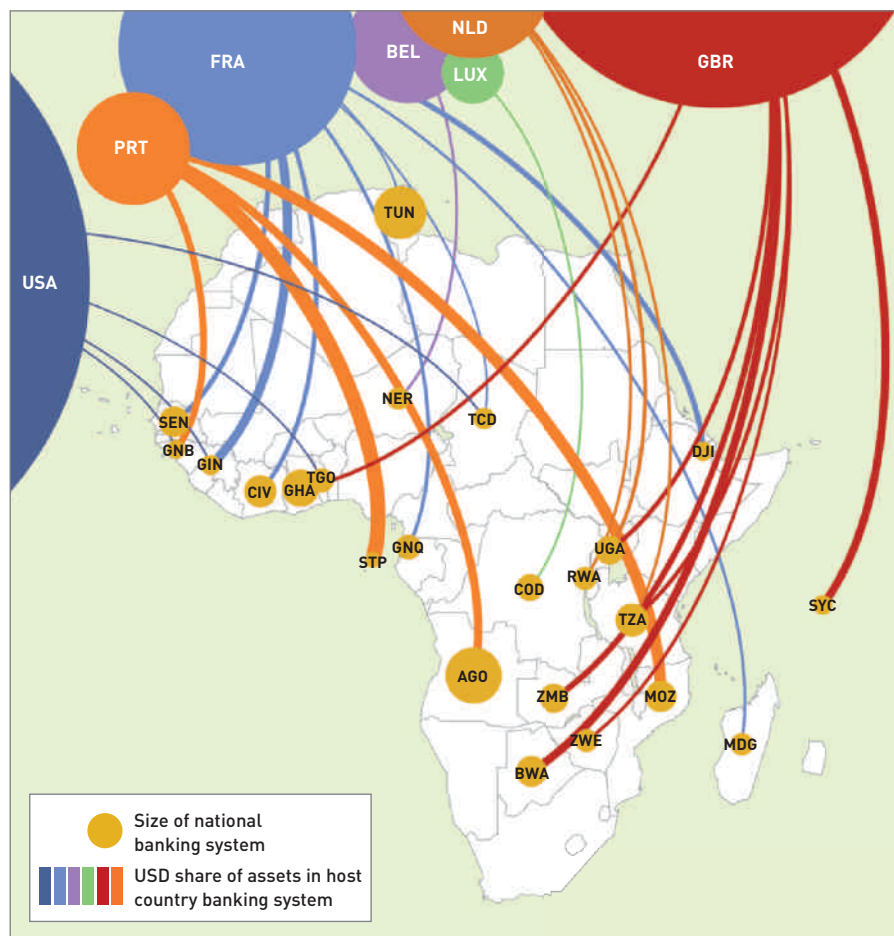 NLD
FRA
BEL
GBR
LUX
PRT
TUN
USA
NER
TCD
SEN
GNB
DJI
GIN
TGO
CIV
GHA
GNQ
UGA
STP
RWA
COD
SYC
TZA
AGO
ZMB
MOZ
ZWE
MDG
BWA
Size of national
banking system
USD share of assets in host
country banking system